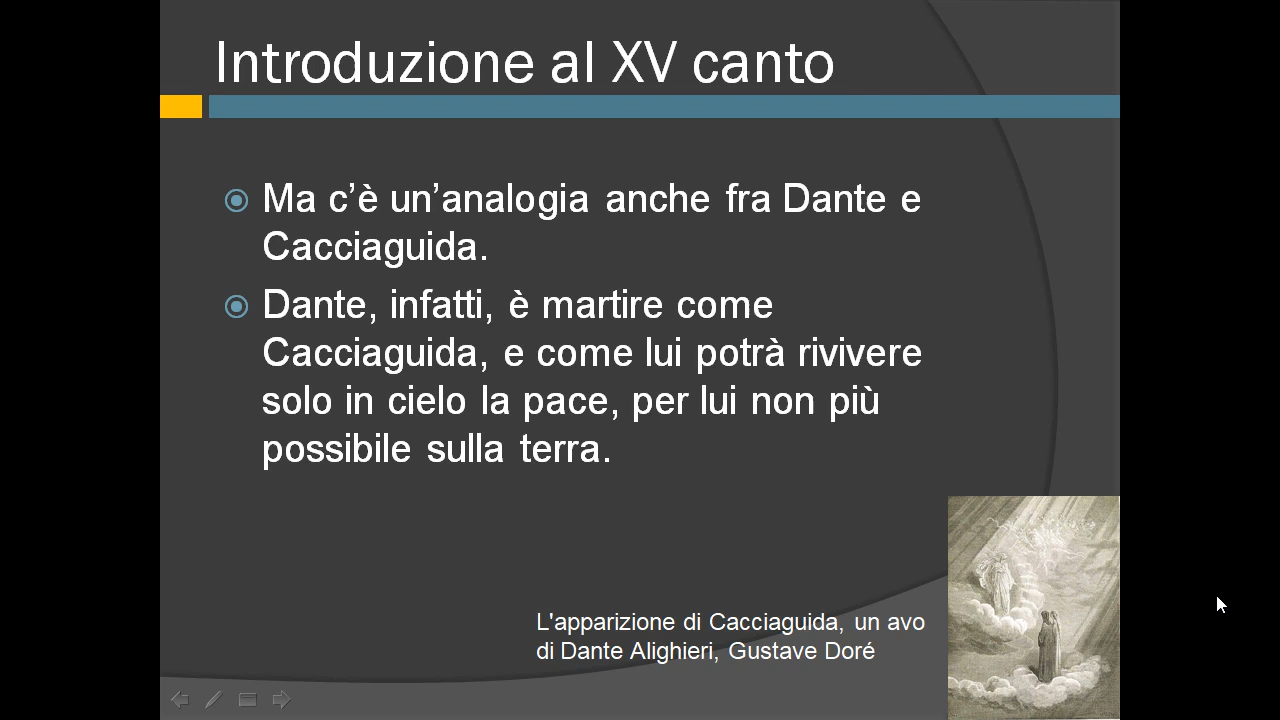 Introduzione al XV canto
Ma c’è un’analogia anche fra Dante e
Cacciaguida.
Dante, infatti, è martire come
Cacciaguida, e come lui potrà rivivere
solo in cielo la pace, per lui non più
possibile sulla terra.
L'apparizione di Cacciaguida, un avo
di Dante Alighieri, Gustave Doré